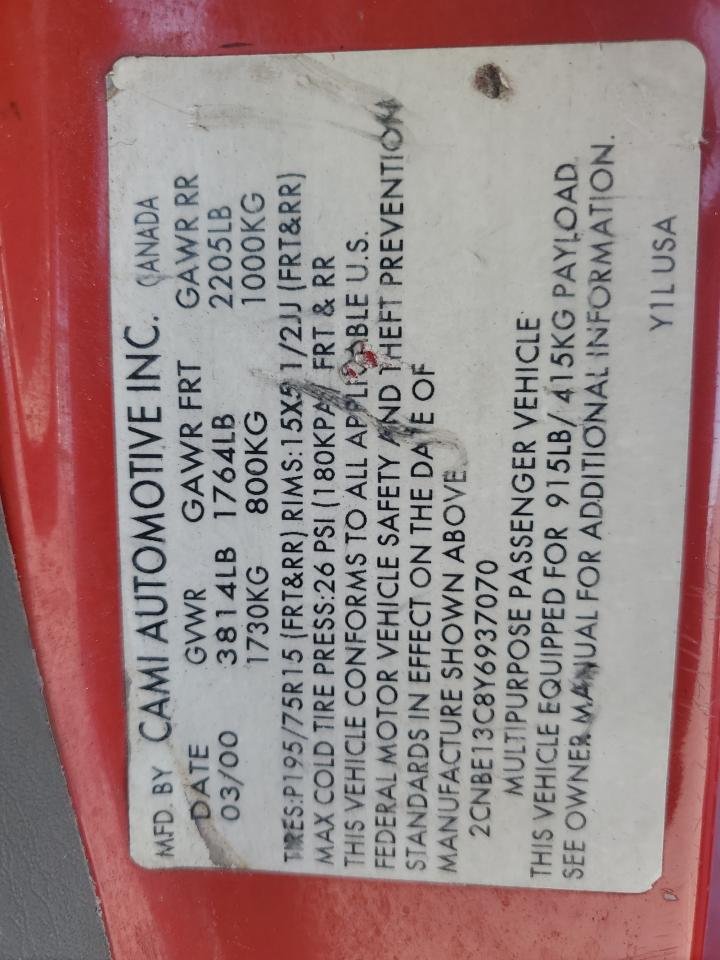 MFD. BY CAMI AUTOMOTIVE INC. CANADA
DATE GVWR GAWR FRT GAWR RR
03/00 3814LB 1764LB 2205LB
1730KG 800KG 1000KG
TIRES:P195/75R15 (FRT&RR) RIMS:15X5 1/2JJ (FRT&RR)
MAX COLD TIRE PRESS:26 PSI (180KPA) FRT & RR
THIS VEHICLE CONFORMS TO ALL APPLICABLE U.S.
FEDERAL MOTOR VEHICLE SAFETY AND THEFT PREVENTION
STANDARDS IN EFFECT ON THE DATE OF
MANUFACTURE SHOWN ABOVE
2CNBE13C8Y6937070
MULTIPURPOSE PASSENGER VEHICLE
THIS VEHICLE EQUIPPED FOR 915LB/ 415KG PAYLOAD
SEE OWNER MANUAL FOR ADDITIONAL INFORMATION.
Y1L USA